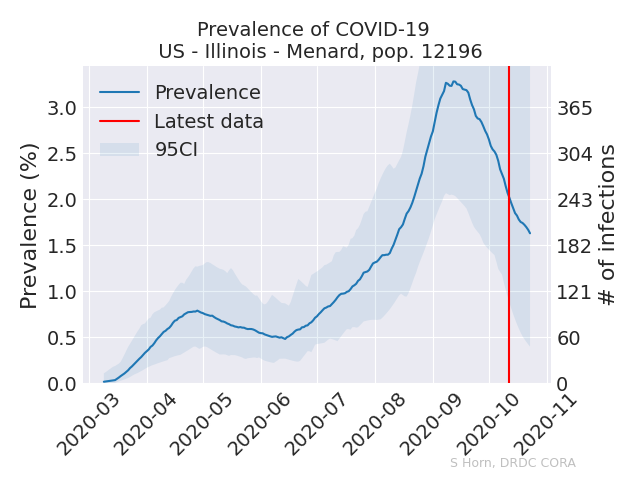 Prevalence of COVID-19
US - Illinois - Menard, pop. 12196
Prevalence
Latest data
95CI
Prevalence (%)
3.0
2.5
2.0
1.5
1.0
0.5
0.0
365
304
243
182
121
60
0
# of infections
2020-03
2020-04
2020-05
2020-06
2020-07
2020-08
2020-09
2020-10
2020-11
S Horn, DRDC CORA